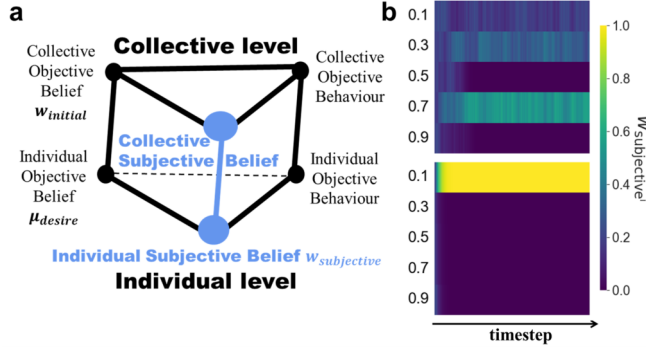 a
Collective level
Collective
Objective
Belief
w_initial
Collective
Objective
Behaviour
Collective
Subjective Belief
Individual
Objective
Belief
μ_desire
Individual
Objective
Behaviour
Individual Subjective Belief w_subjective
Individual level
b
0.1
0.3
0.5
0.7
0.9
0.1
0.3
0.5
0.7
0.9
timestep
1.0
0.8
0.6
0.4
0.2
0.0
w_subjective^i